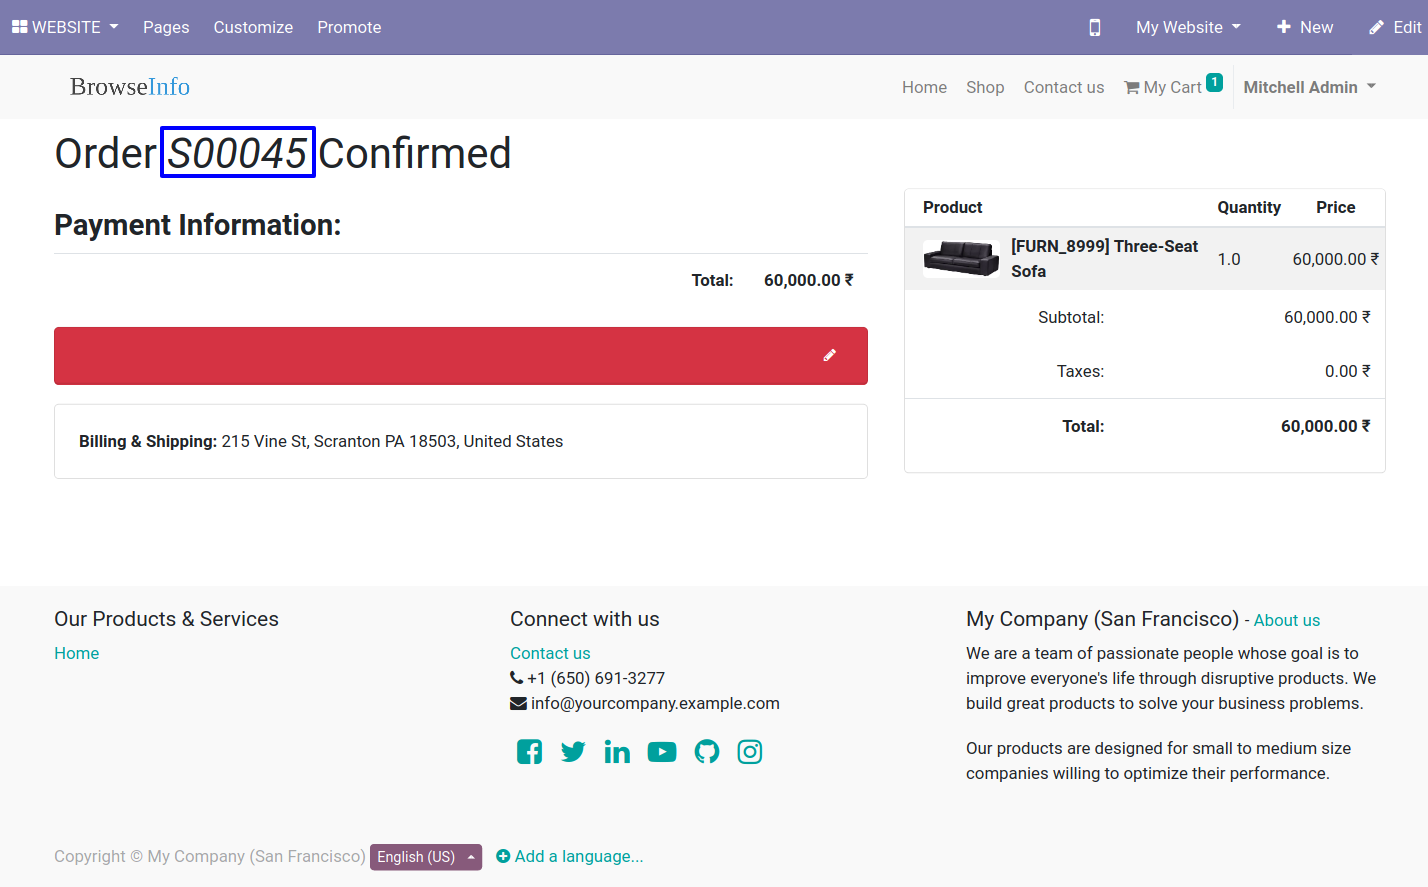 WEBSITE Pages Customize Promote My Website New Edit
BrowseInfo Home Shop Contact us My Cart 1 Mitchell Admin
Order S00045 Confirmed
Payment Information:
Total: 60,000.00 ₹
Billing & Shipping: 215 Vine St, Scranton PA 18503, United States
Product Quantity Price
[FURN_8999] Three-Seat
Sofa
1.0 60,000.00 ₹
Subtotal: 60,000.00 ₹
Taxes: 0.00 ₹
Total: 60,000.00 ₹
Our Products & Services
Home
Connect with us
Contact us
+1 (650) 691-3277
info@yourcompany.example.com
My Company (San Francisco) - About us
We are a team of passionate people whose goal is to
improve everyone's life through disruptive products. We
build great products to solve your business problems.
Our products are designed for small to medium size
companies willing to optimize their performance.
Copyright © My Company (San Francisco) English (US) Add a language...